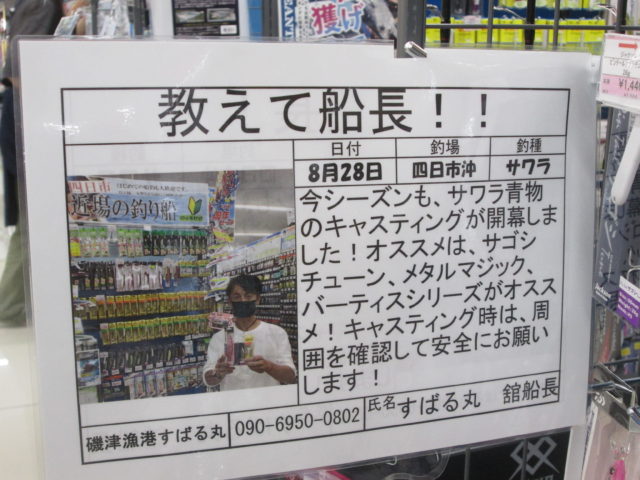 獲げ
教えて船長!!
日付 釣場 釣種
8月28日 四日市沖 サワラ
今シーズンも、サワラ青物
のキャスティングが開幕しま
した!オススメは、サゴシ
チューン、メタルマジック、
バーティスシリーズがオスス
メ!キャスティング時は、周
囲を確認して安全にお願い
します!
四日市
近場の釣り船
磯津漁港すばる丸 090-6950-0802 氏名 すばる丸 舘船長